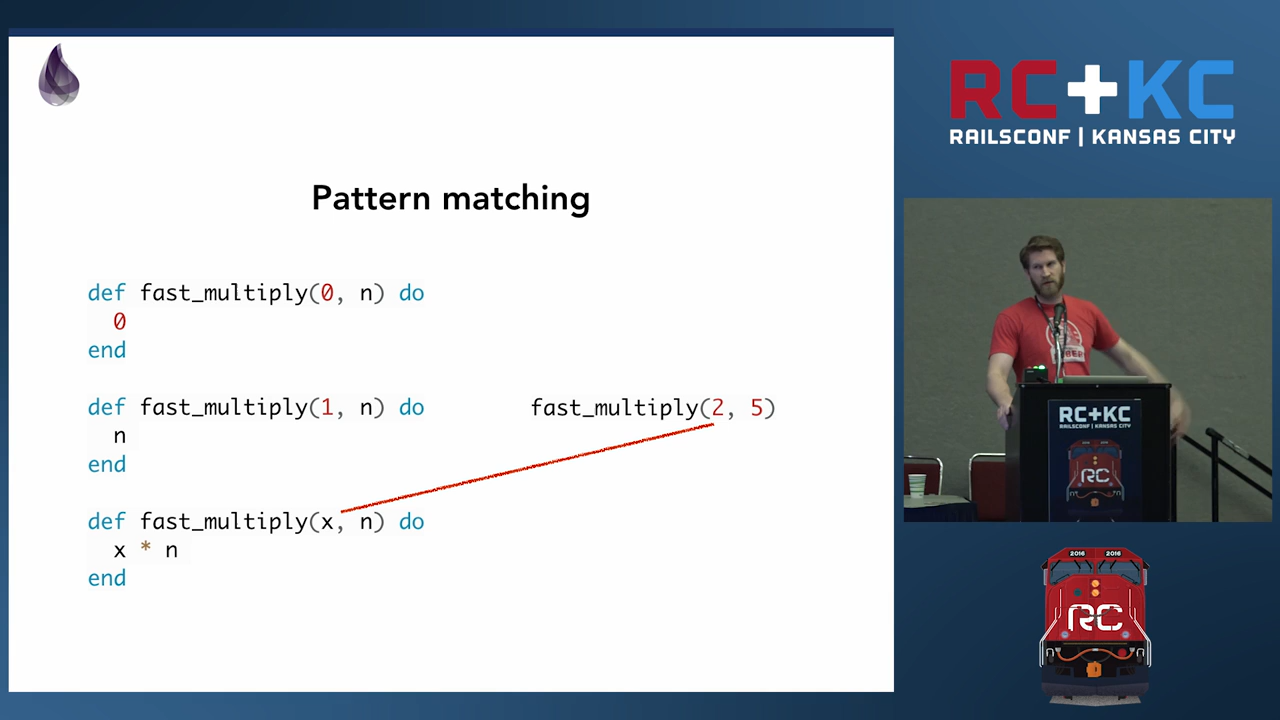 Pattern matching
def fast_multiply(0, n) do
0
end
def fast_multiply(1, n) do
n
end
def fast_multiply(x, n) do
x * n
end
fast_multiply(2, 5)
RC+KC
RAILSCONF | KANSAS CITY
RC+KC
RAILSCONF | KANSAS CITY
RC
2016 2016
RC